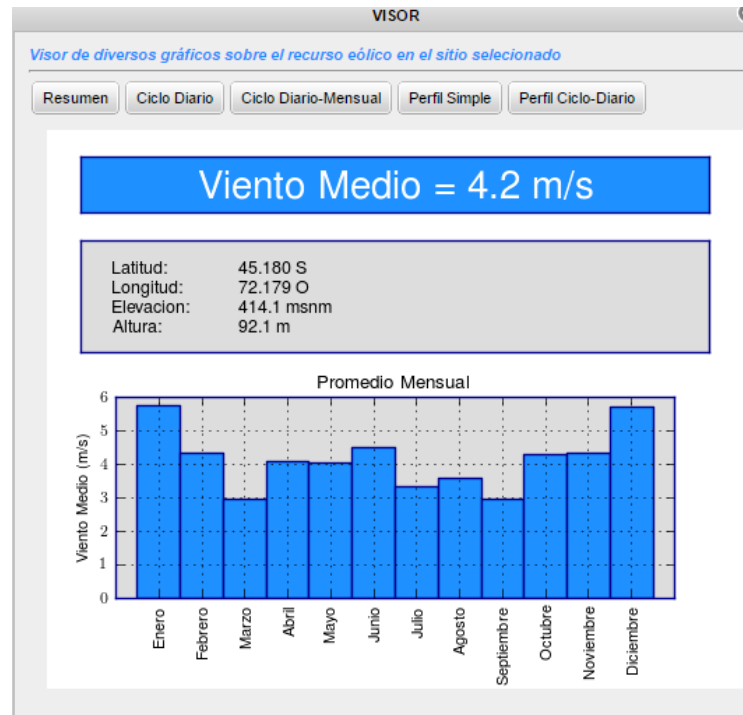 VISOR
Visor de diversos gráficos sobre el recurso eólico en el sitio selecionado
Resumen Ciclo Diario Ciclo Diario-Mensual Perfil Simple Perfil Ciclo-Diario
Viento Medio = 4.2 m/s
Latitud: 45.180 S
Longitud: 72.179 O
Elevacion: 414.1 msnm
Altura: 92.1 m
Promedio Mensual
Viento Medio (m/s)
6
5
4
3
2
1
0
Enero
Febrero
Marzo
Abril
Mayo
Junio
Julio
Agosto
Septiembre
Octubre
Noviembre
Diciembre